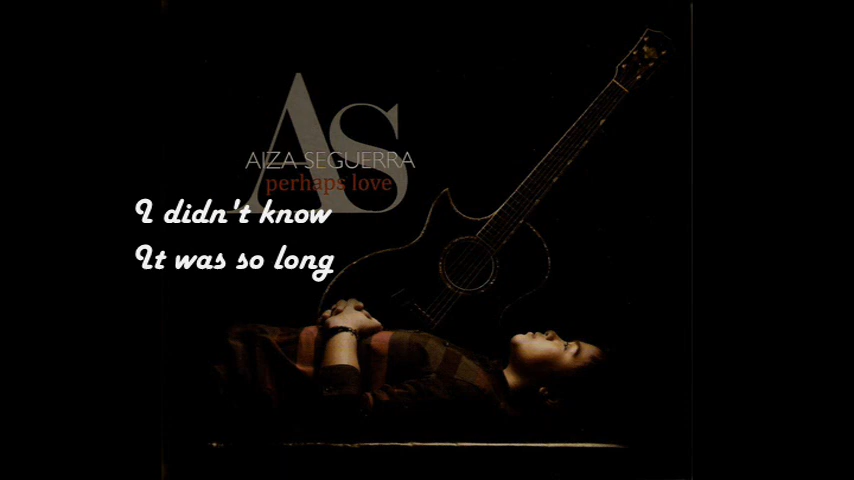 AS
AIZA SEGUERRA
perhaps love
I didn't know
It was so long